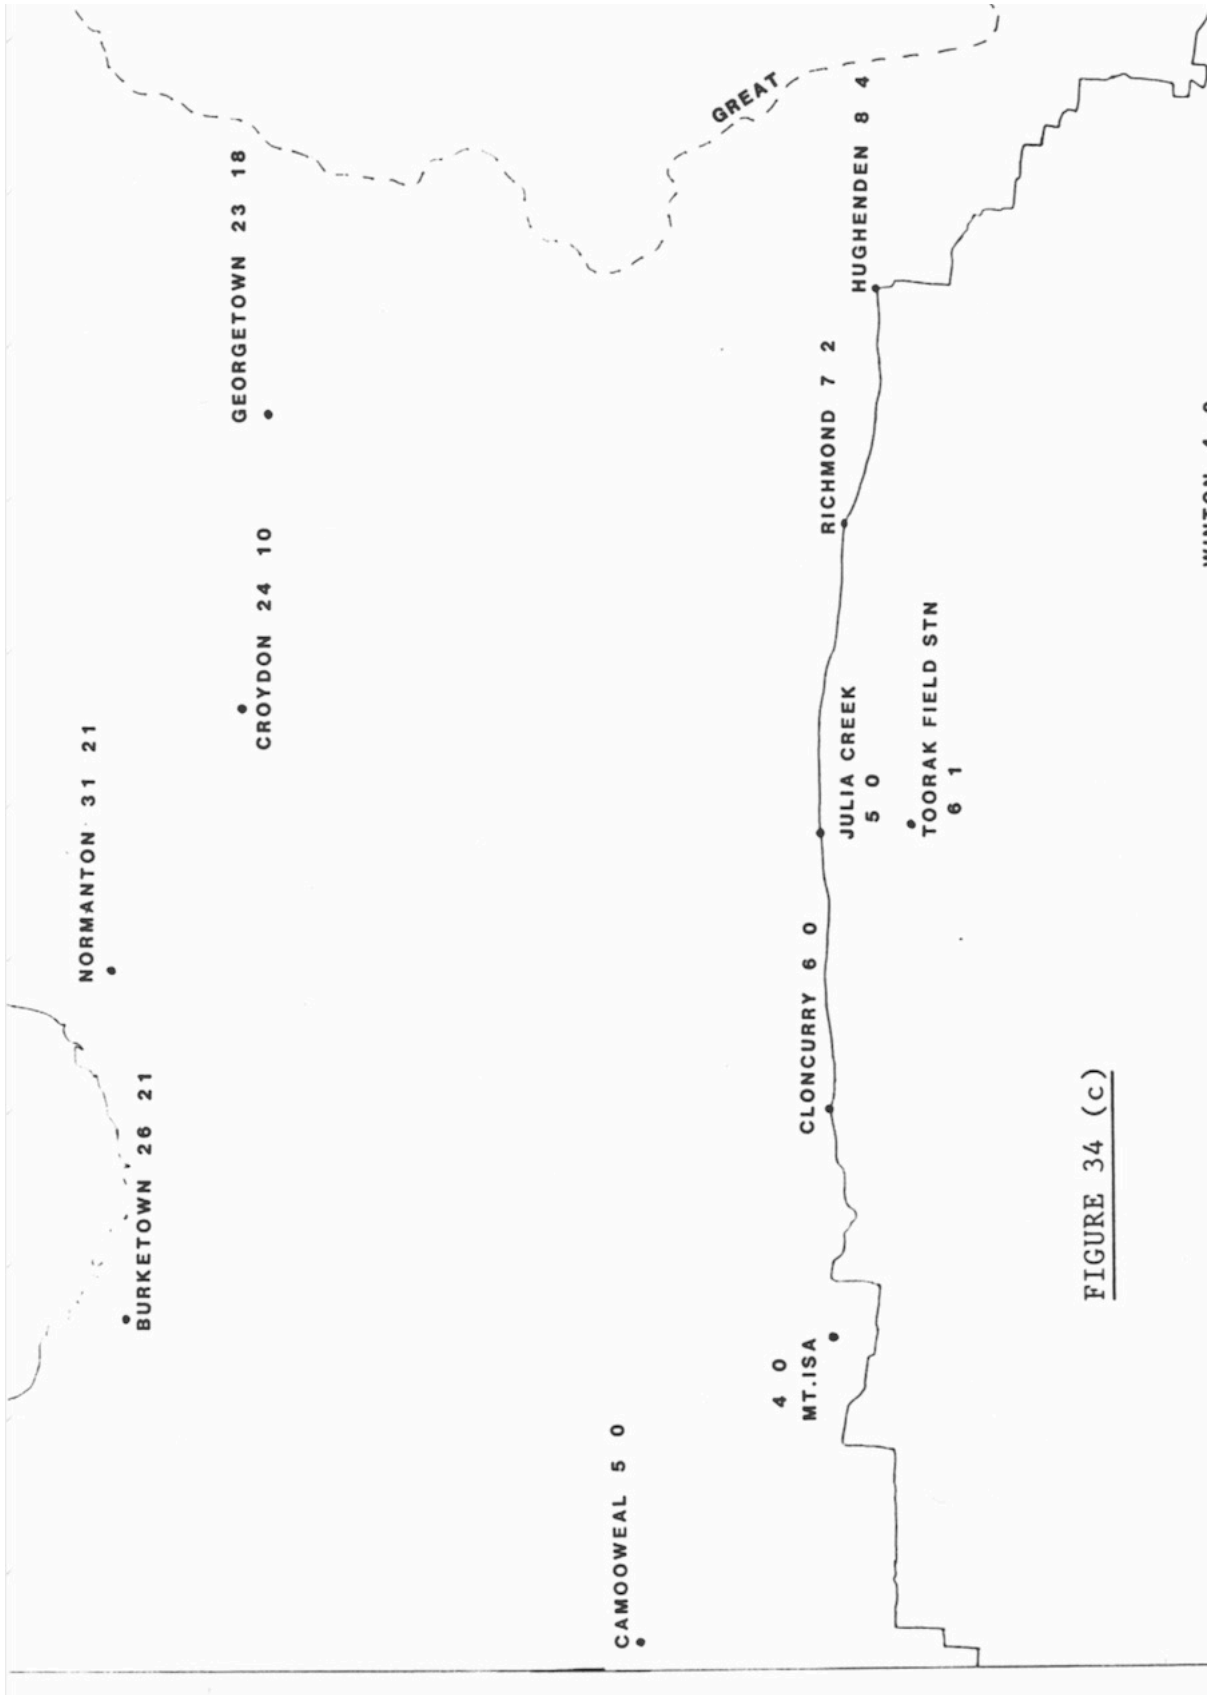 NORMANTON 31 21
BURKETOWN 26 21
GEORGETOWN 23 18
CROYDON 24 10
GREAT
CAMOOWEAL 5 0
4 0
MT.ISA
CLONCURRY 6 0
JULIA CREEK
5 0
RICHMOND 7 2
HUGHENDEN 8 4
TOORAK FIELD STN
6 1
FIGURE 34 (c)